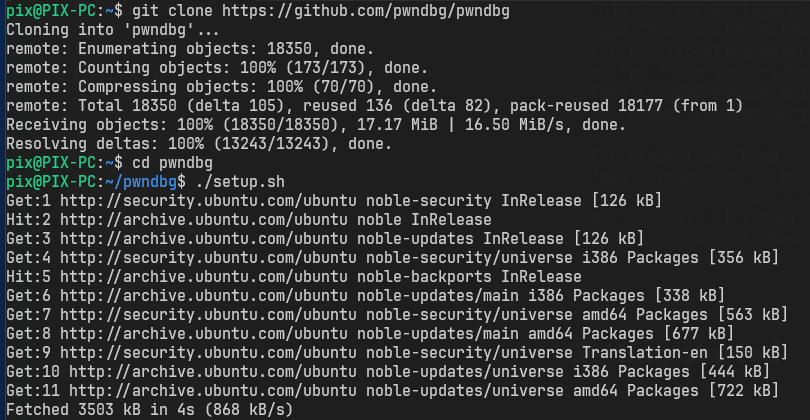 pix@PIX-PC:~$ git clone https://github.com/pwndbg/pwndbg
Cloning into 'pwndbg'...
remote: Enumerating objects: 18350, done.
remote: Counting objects: 100% (173/173), done.
remote: Compressing objects: 100% (70/70), done.
remote: Total 18350 (delta 105), reused 136 (delta 82), pack-reused 18177 (from 1)
Receiving objects: 100% (18350/18350), 17.17 MiB | 16.50 MiB/s, done.
Resolving deltas: 100% (13243/13243), done.
pix@PIX-PC:~$ cd pwndbg
pix@PIX-PC:~/pwndbg$ ./setup.sh
Get:1 http://security.ubuntu.com/ubuntu noble-security InRelease [126 kB]
Hit:2 http://archive.ubuntu.com/ubuntu noble InRelease
Get:3 http://archive.ubuntu.com/ubuntu noble-updates InRelease [126 kB]
Get:4 http://security.ubuntu.com/ubuntu noble-security/universe i386 Packages [356 kB]
Hit:5 http://archive.ubuntu.com/ubuntu noble-backports InRelease
Get:6 http://archive.ubuntu.com/ubuntu noble-updates/main i386 Packages [338 kB]
Get:7 http://security.ubuntu.com/ubuntu noble-security/universe amd64 Packages [563 kB]
Get:8 http://archive.ubuntu.com/ubuntu noble-updates/main amd64 Packages [677 kB]
Get:9 http://security.ubuntu.com/ubuntu noble-security/universe Translation-en [150 kB]
Get:10 http://archive.ubuntu.com/ubuntu noble-updates/universe i386 Packages [444 kB]
Get:11 http://archive.ubuntu.com/ubuntu noble-updates/universe amd64 Packages [722 kB]
Fetched 3503 kB in 4s (868 kB/s)